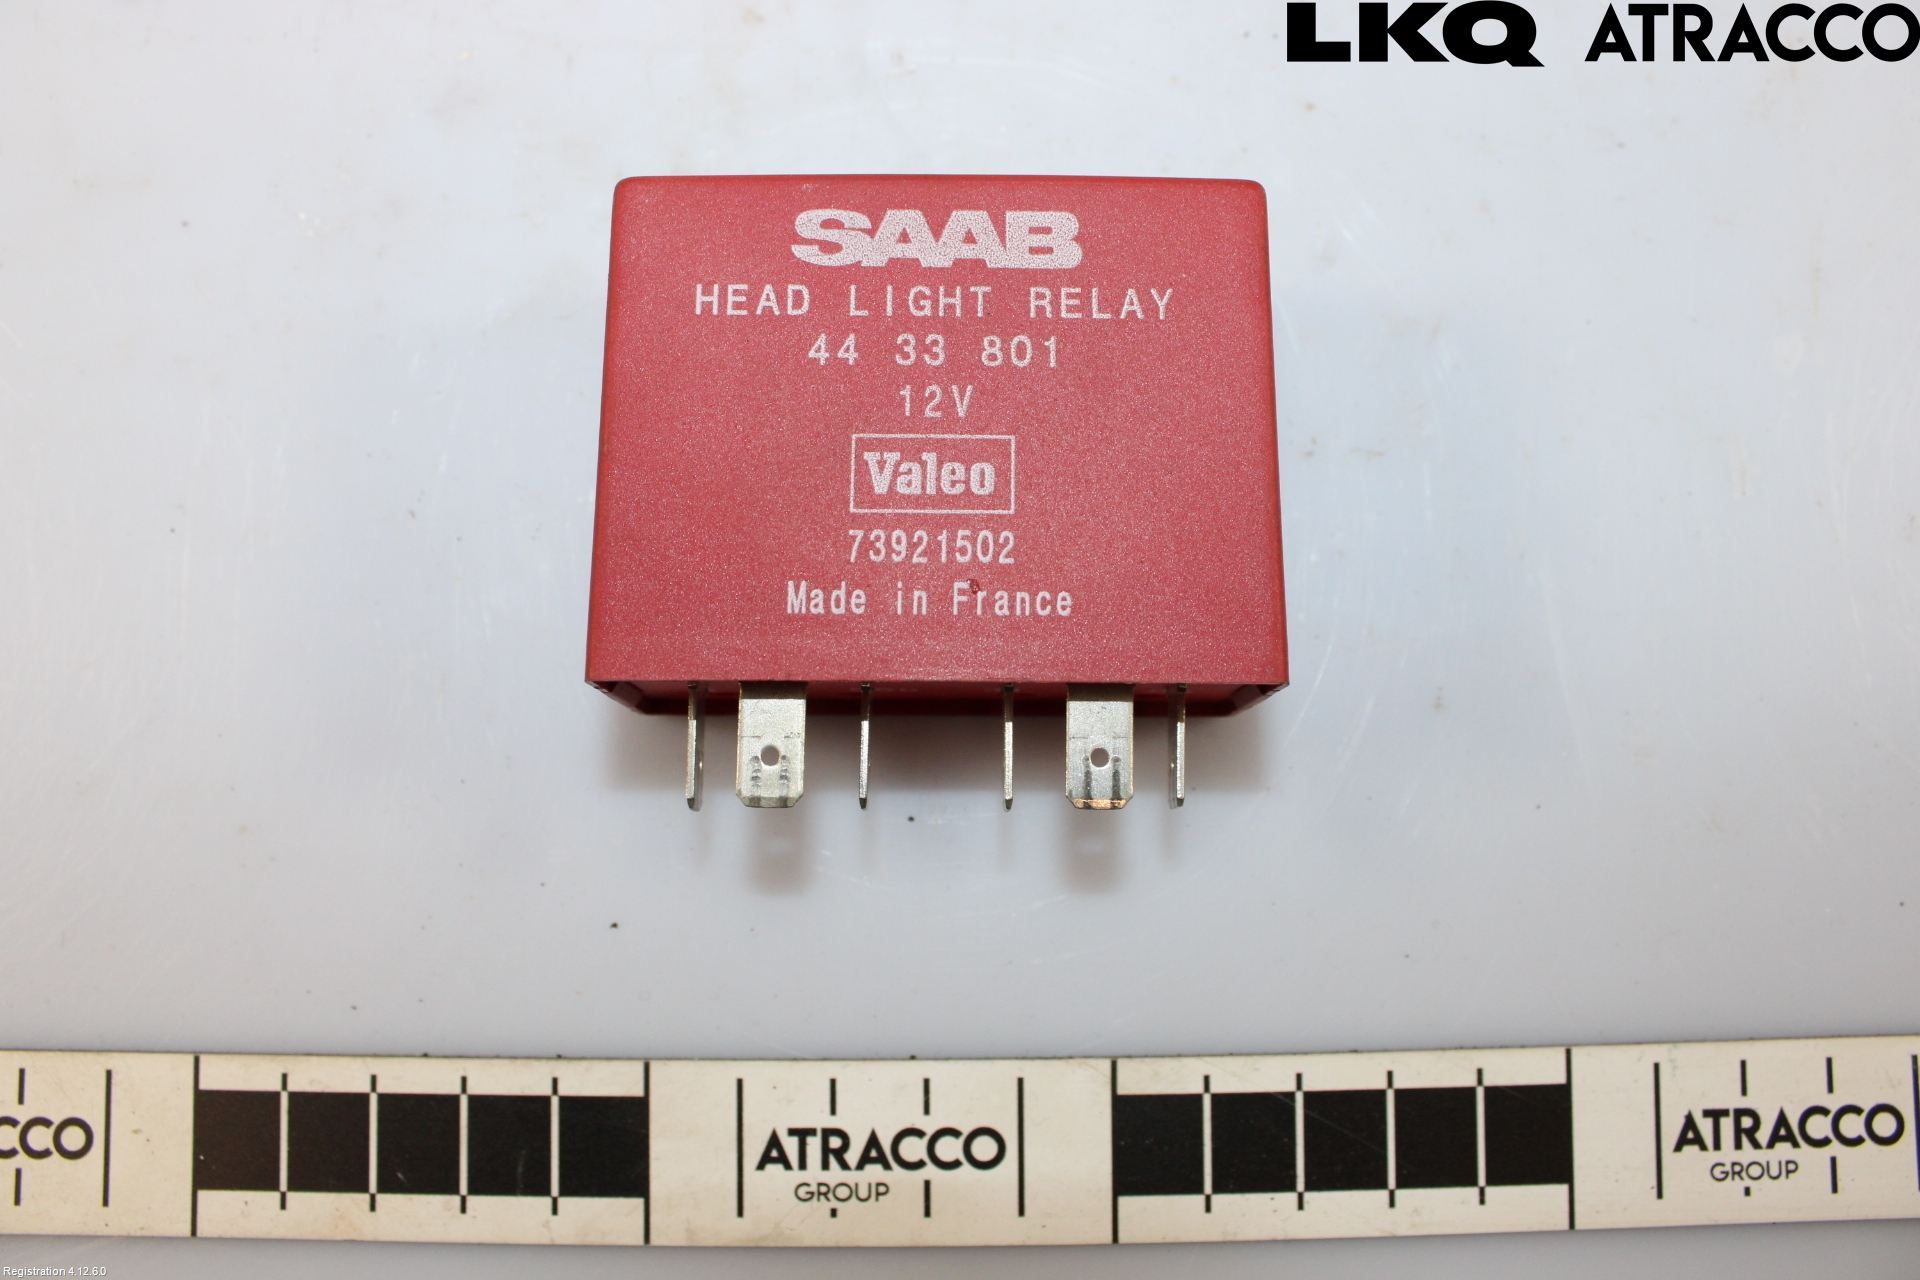 LKQ ATRACCO
SAAB
HEAD LIGHT RELAY
44 33 801
12V
Valeo
73921502
Made in France
CCO
ATRACCO
GROUP
ATRACCO
GROUP
Registration 4.12.6.0